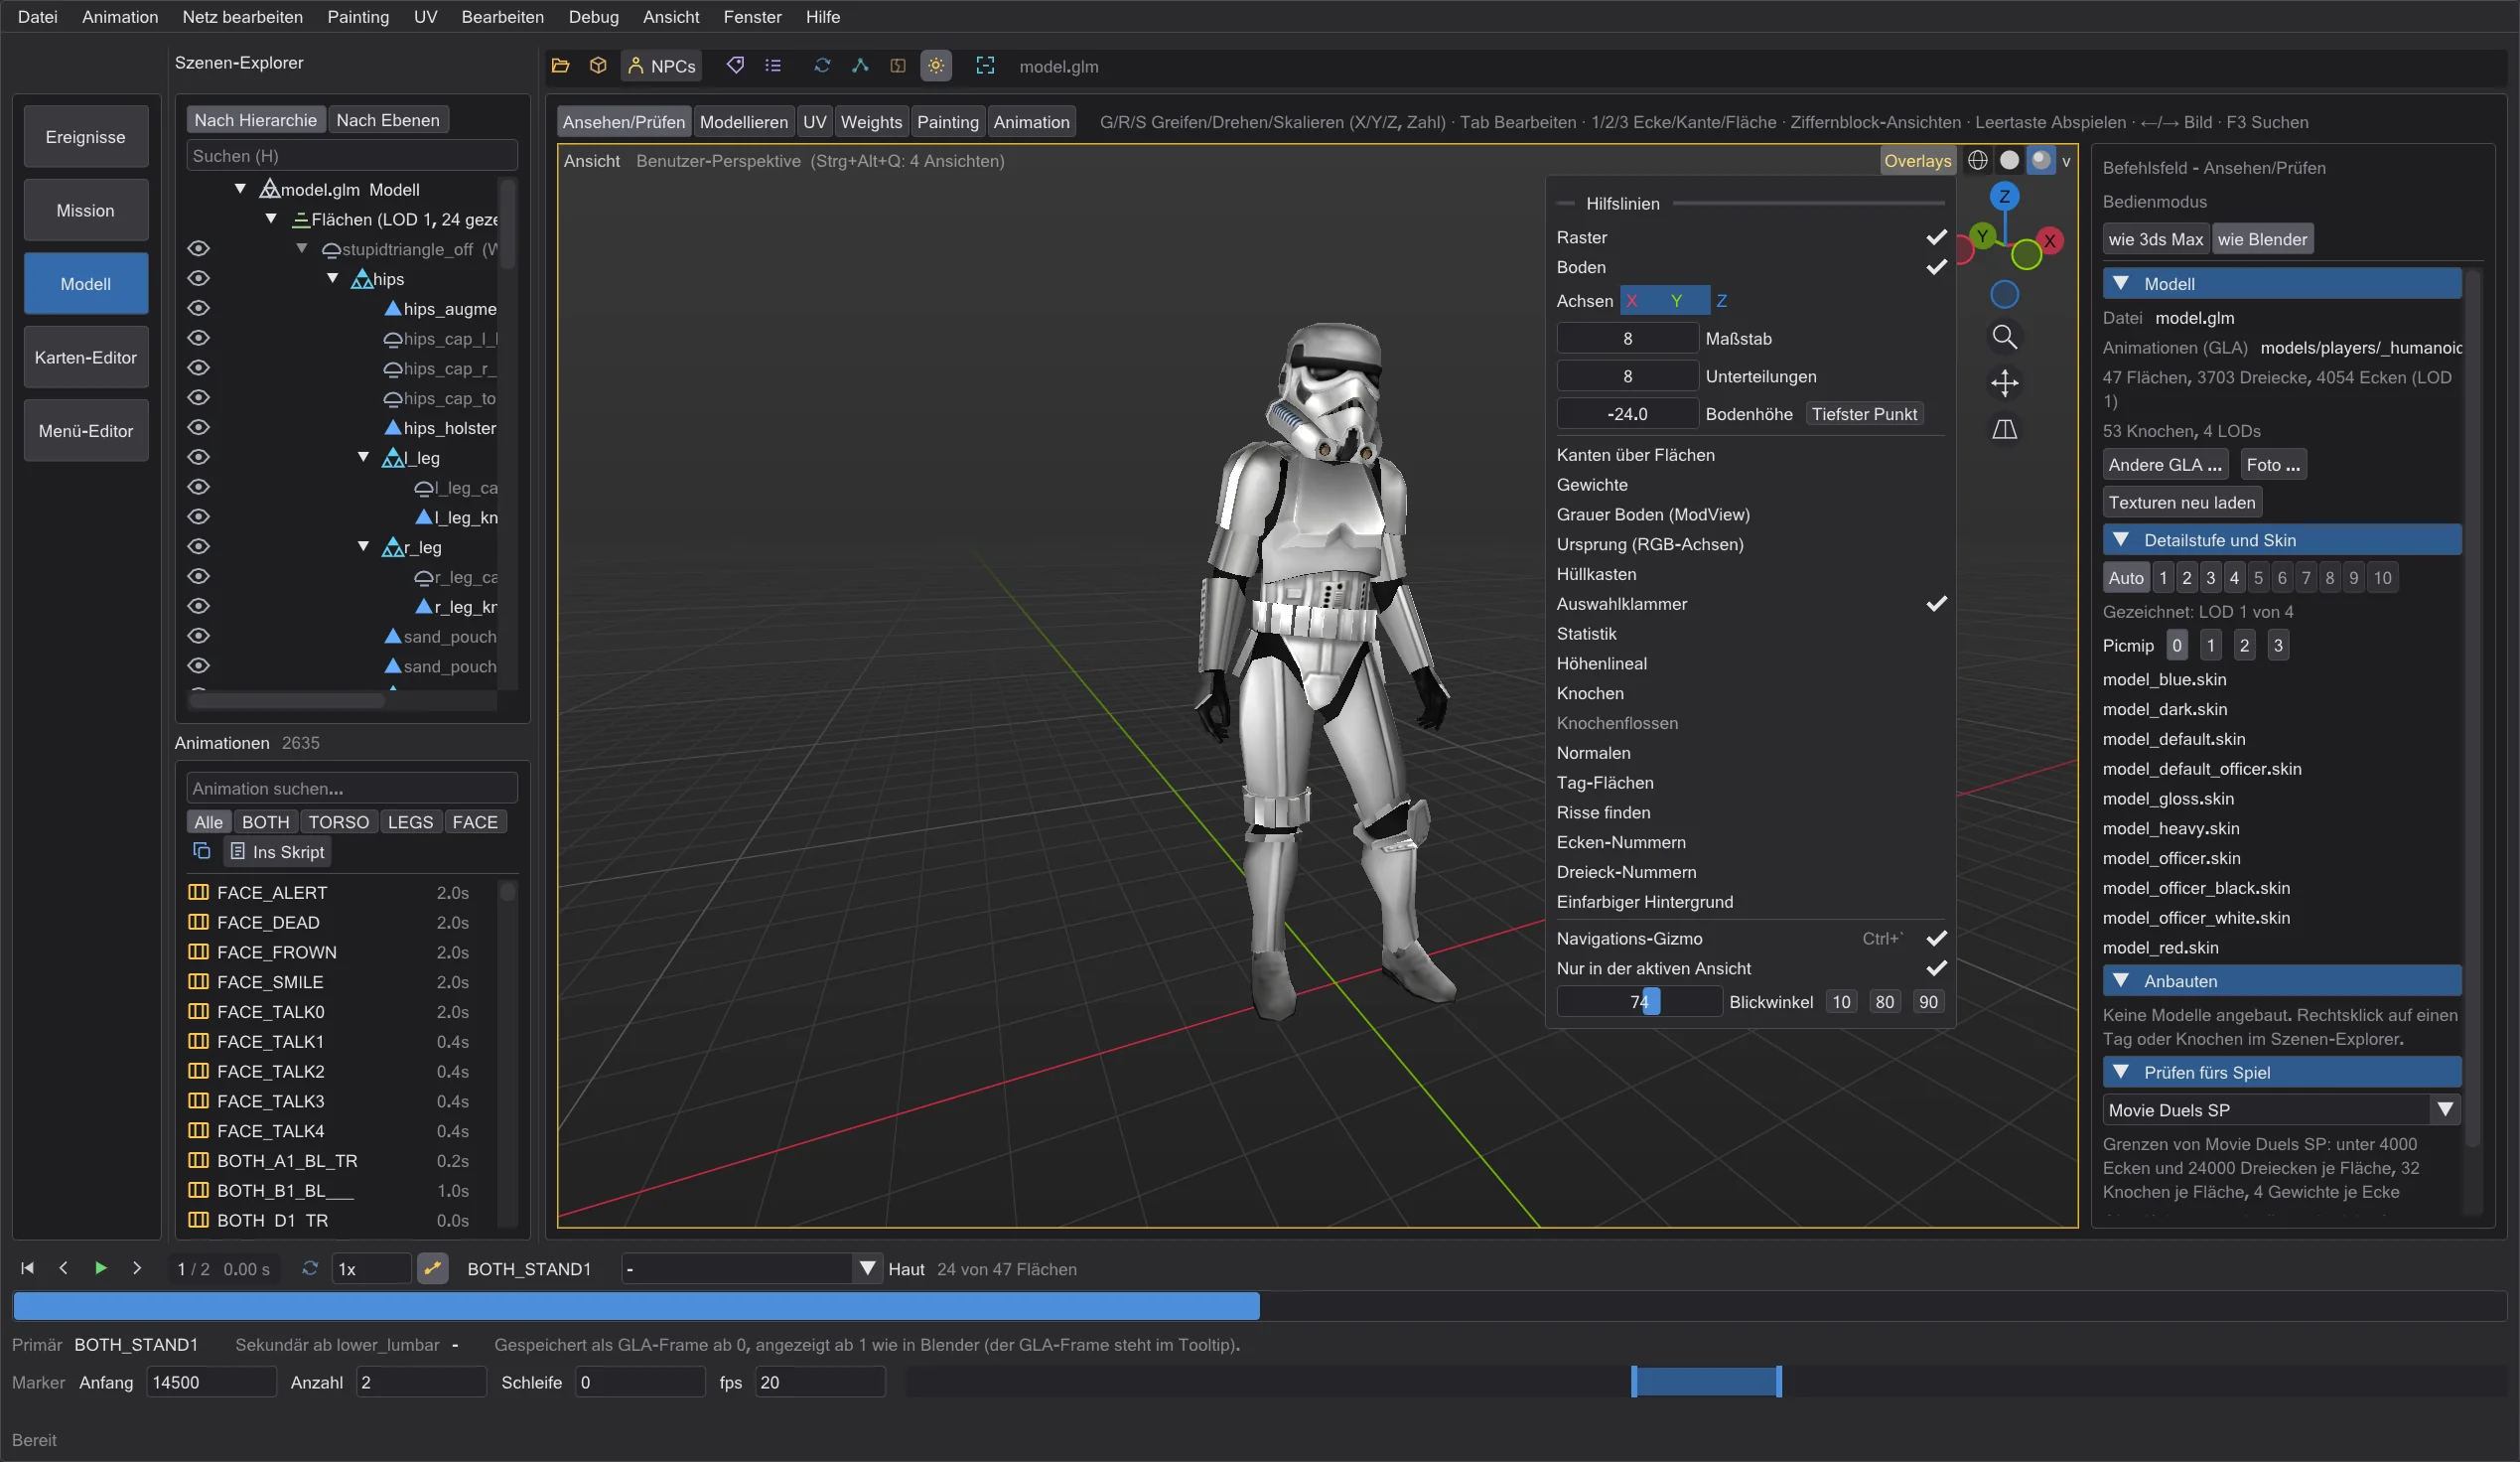 Datei Animation Netz bearbeiten Painting UV Bearbeiten Debug Ansicht Fenster Hilfe
Szenen-Explorer
NPCs model.glm
Ereignisse
Mission
Modell
Karten-Editor
Menü-Editor
Nach Hierarchie Nach Ebenen
Suchen (H)
model.glm Modell
Flächen (LOD 1, 24 geze
stupidtriangle_off (W
hips
hips_augme
hips_cap_l_l
hips_cap_r_
hips_cap_to
hips_holster
l_leg
l_leg_ca
l_leg_kn
r_leg
r_leg_ca
r_leg_kn
sand_pouch
sand_pouch
Animationen 2635
Animation suchen...
Alle BOTH TORSO LEGS FACE
Ins Skript
FACE_ALERT 2.0s
FACE_DEAD 2.0s
FACE_FROWN 2.0s
FACE_SMILE 2.0s
FACE_TALK0 2.0s
FACE_TALK1 0.4s
FACE_TALK2 0.4s
FACE_TALK3 0.4s
FACE_TALK4 0.4s
BOTH_A1_BL_TR 0.2s
BOTH_B1_BL___ 1.0s
BOTH_D1_TR 0.0s
Ansehen/Prüfen Modellieren UV Weights Painting Animation G/R/S Greifen/Drehen/Skalieren (X/Y/Z, Zahl) · Tab Bearbeiten · 1/2/3 Ecke/Kante/Fläche · Ziffernblock-Ansichten · Leertaste Abspielen · ←/→ Bild · F3 Suchen
Ansicht Benutzer-Perspektive (Strg+Alt+Q: 4 Ansichten) Overlays v
Z
Y X
Hilfslinien
Raster
Boden
Achsen X Y Z
8 Maßstab
8 Unterteilungen
-24.0 Bodenhöhe Tiefster Punkt
Kanten über Flächen
Gewichte
Grauer Boden (ModView)
Ursprung (RGB-Achsen)
Hüllkasten
Auswahlklammer
Statistik
Höhenlineal
Knochen
Knochenflossen
Normalen
Tag-Flächen
Risse finden
Ecken-Nummern
Dreieck-Nummern
Einfarbiger Hintergrund
Navigations-Gizmo Ctrl+`
Nur in der aktiven Ansicht
74 Blickwinkel 10 80 90
Befehlsfeld - Ansehen/Prüfen
Bedienmodus
wie 3ds Max wie Blender
Modell
Datei model.glm
Animationen (GLA) models/players/_humanoid
47 Flächen, 3703 Dreiecke, 4054 Ecken (LOD
1)
53 Knochen, 4 LODs
Andere GLA ... Foto ...
Texturen neu laden
Detailstufe und Skin
Auto 1 2 3 4 5 6 7 8 9 10
Gezeichnet: LOD 1 von 4
Picmip 0 1 2 3
model_blue.skin
model_dark.skin
model_default.skin
model_default_officer.skin
model_gloss.skin
model_heavy.skin
model_officer.skin
model_officer_black.skin
model_officer_white.skin
model_red.skin
Anbauten
Keine Modelle angebaut. Rechtsklick auf einen
Tag oder Knochen im Szenen-Explorer.
Prüfen fürs Spiel
Movie Duels SP
Grenzen von Movie Duels SP: unter 4000
Ecken und 24000 Dreiecken je Fläche, 32
Knochen je Fläche, 4 Gewichte je Ecke
1 / 2 0.00 s 1x BOTH_STAND1 - Haut 24 von 47 Flächen
Primär BOTH_STAND1 Sekundär ab lower_lumbar - Gespeichert als GLA-Frame ab 0, angezeigt ab 1 wie in Blender (der GLA-Frame steht im Tooltip).
Marker Anfang 14500 Anzahl 2 Schleife 0 fps 20
Bereit